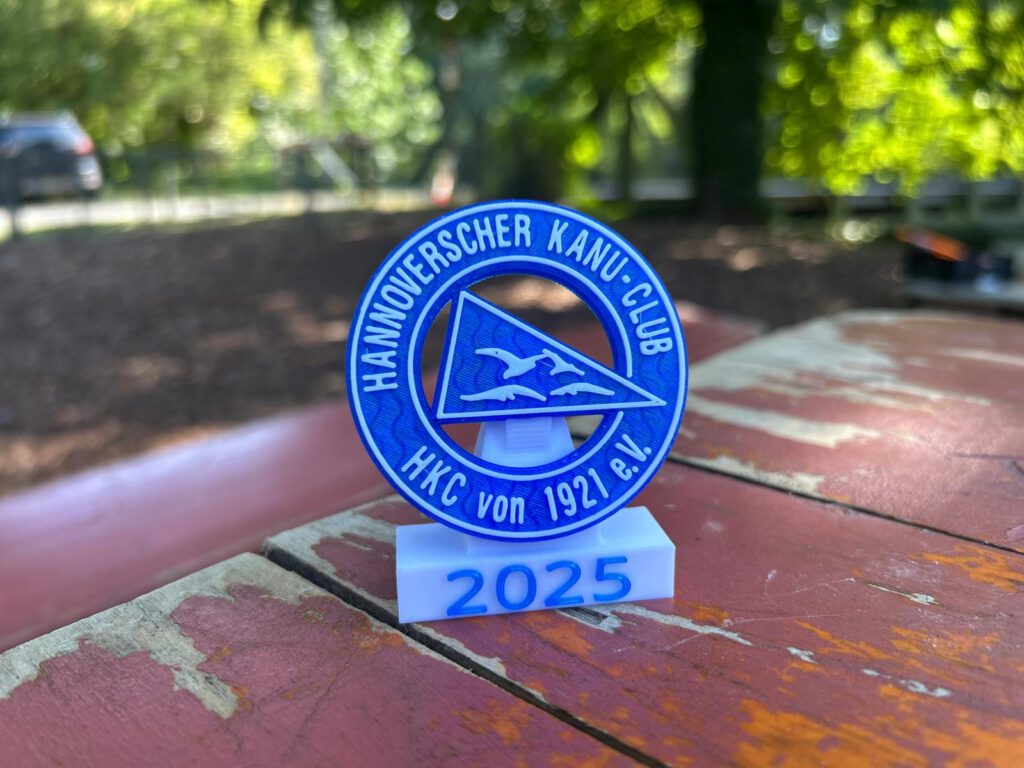 HANNOVERSCHER KANU-CLUB
HKC von 1921 e.V.
2025